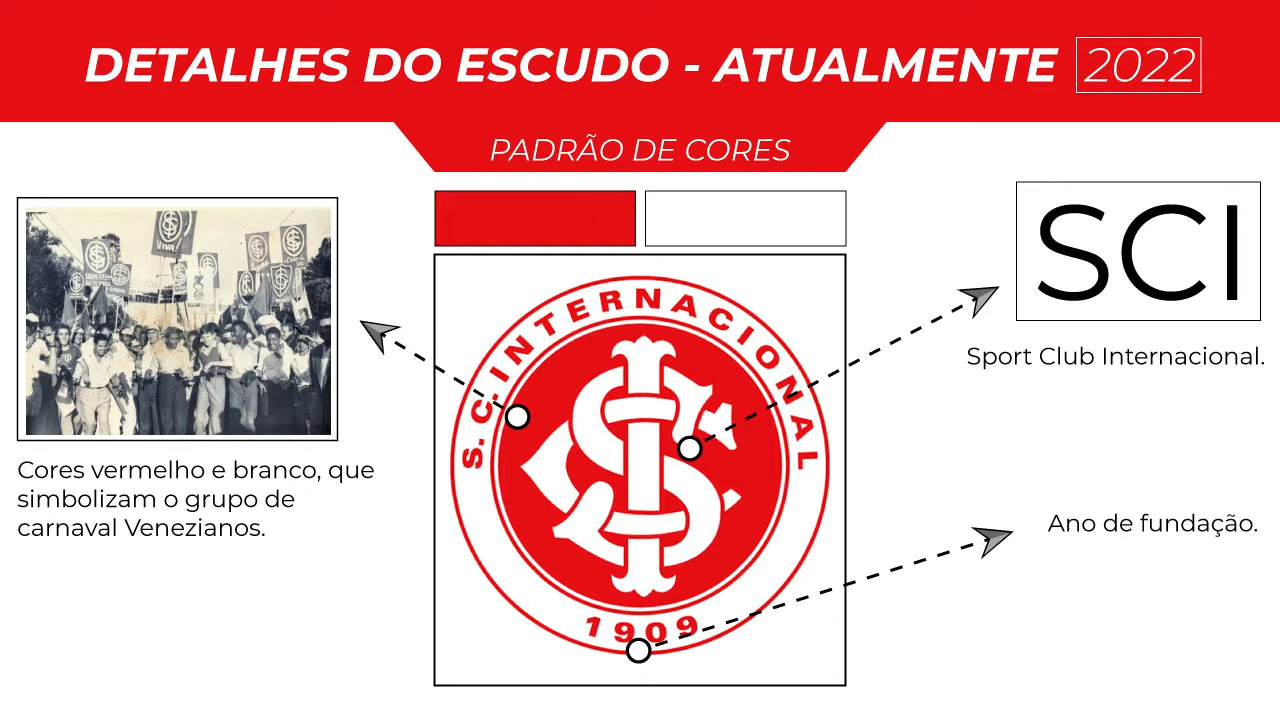 DETALHES DO ESCUDO - ATUALMENTE 2022
PADRÃO DE CORES
VIVA!
Cores vermelho e branco, que
simbolizam o grupo de
carnaval Venezianos.
S.C. INTERNACIONAL
1909
SCI
Sport Club Internacional.
Ano de fundação.